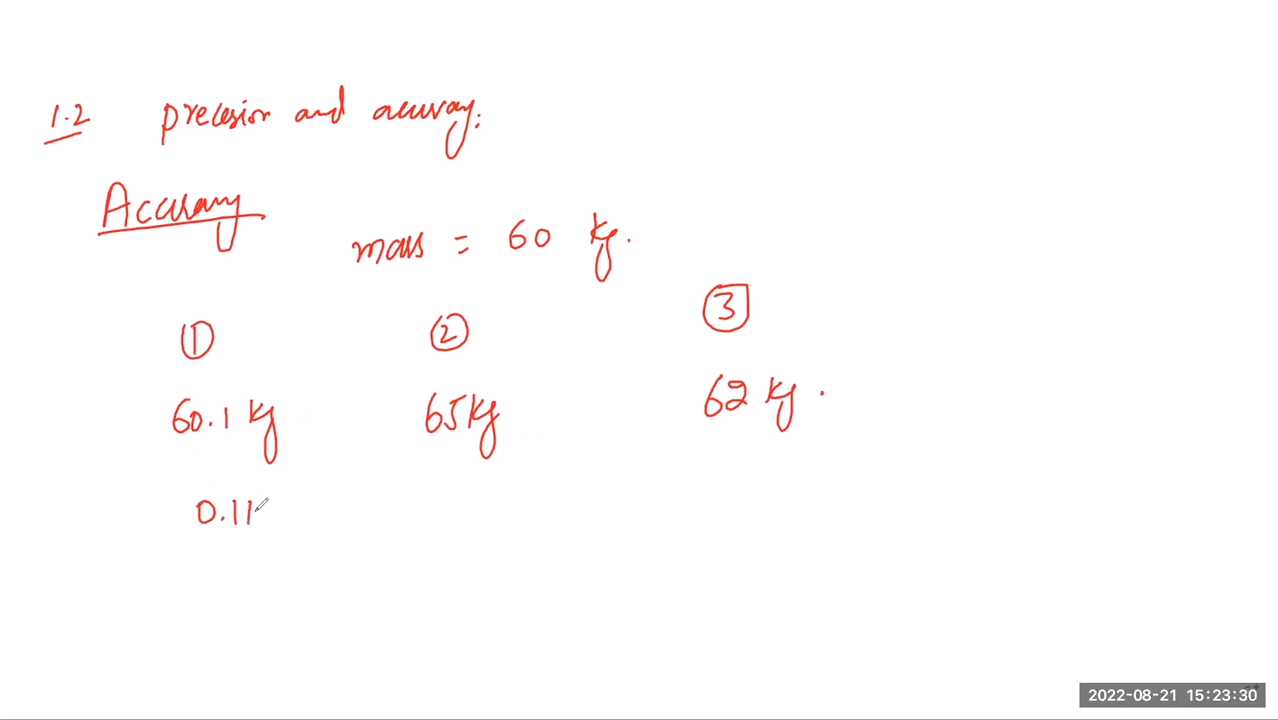 1.2 precision and accuracy:
Accuracy
mass = 60 kg.
1 2 3
60.1 kg 65kg 62 kg.
0.11
2022-08-21 15:23:30